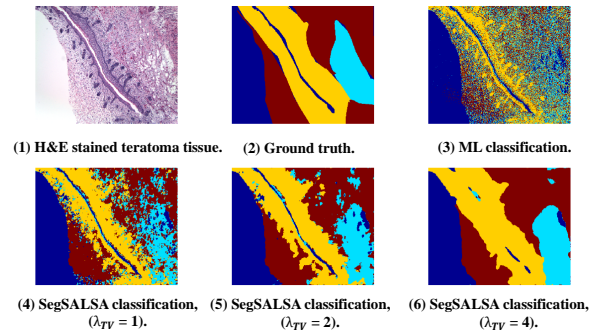 (1) H&E stained teratoma tissue.
(2) Ground truth.
(3) ML classification.
(4) SegSALSA classification,
(λTV = 1).
(5) SegSALSA classification,
(λTV = 2).
(6) SegSALSA classification,
(λTV = 4).